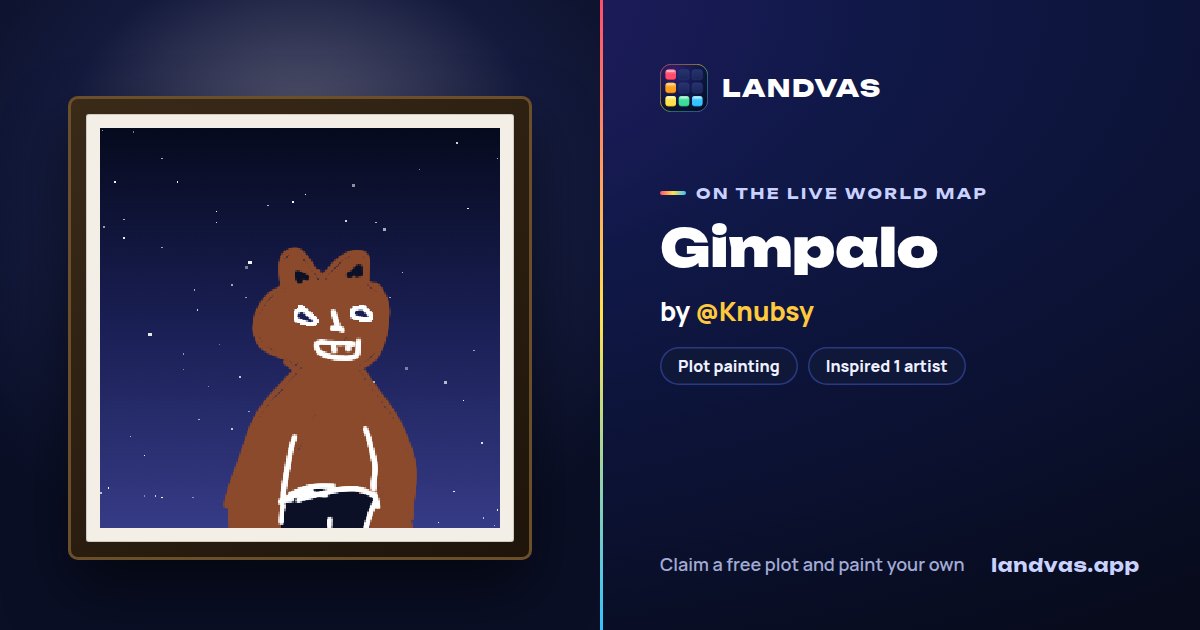 LANDVAS
ON THE LIVE WORLD MAP
Gimpalo
by @Knubsy
Plot painting
Inspired 1 artist
Claim a free plot and paint your own
landvas.app